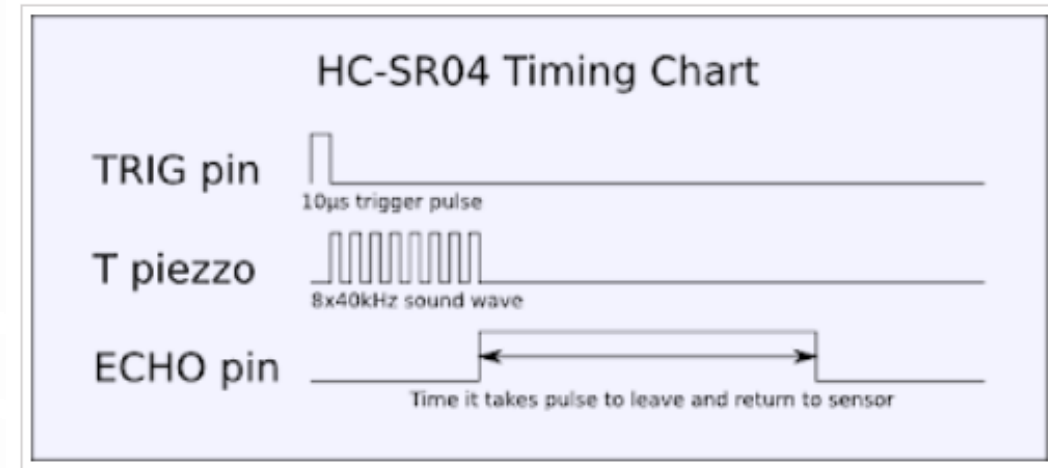 HC-SR04 Timing Chart
TRIG pin
10µs trigger pulse
T piezzo
8x40kHz sound wave
ECHO pin
Time it takes pulse to leave and return to sensor